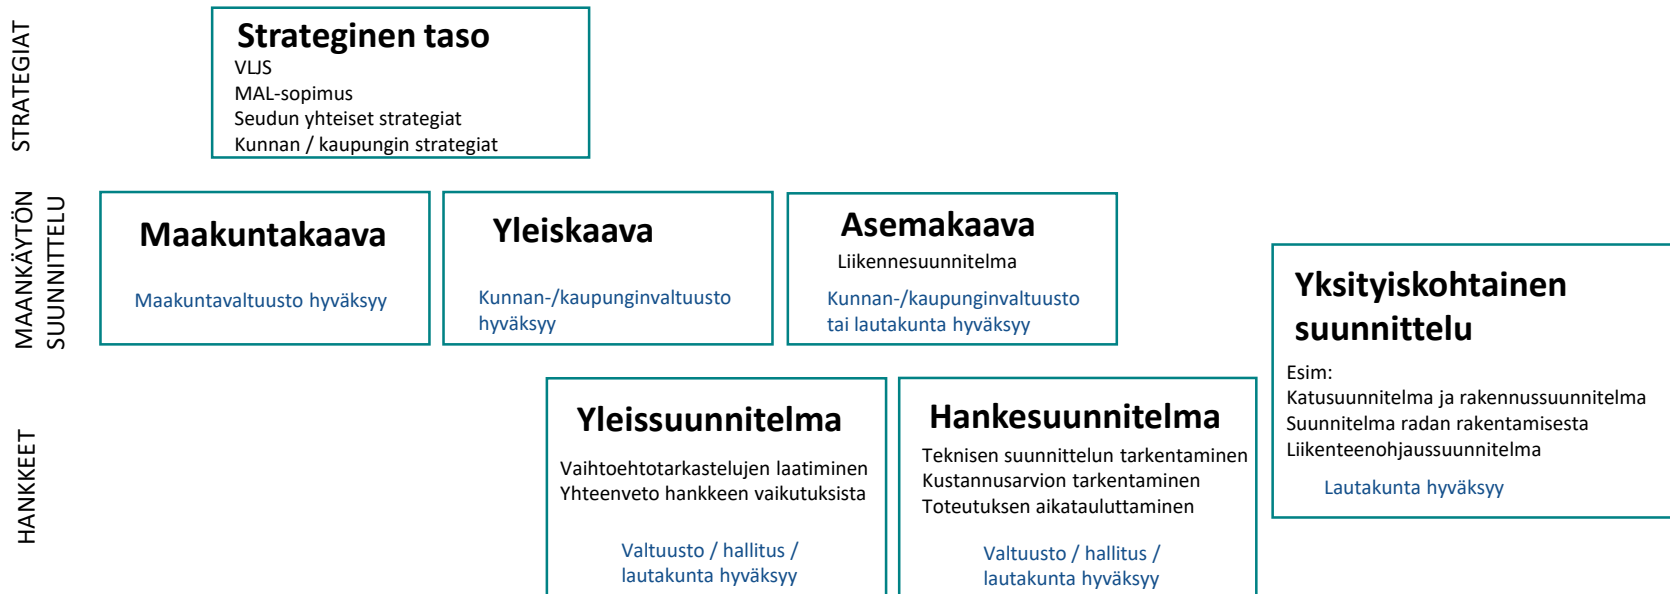 STRATEGIAT
Strateginen taso
VLJS
MAL-sopimus
Seudun yhteiset strategiat
Kunnan / kaupungin strategiat
MAANKÄYTÖN
SUUNNITTELU
Maakuntakaava
Maakuntavaltuusto hyväksyy
Yleiskaava
Kunnan-/kaupunginvaltuusto
hyväksyy
Asemakaava
Liikennesuunnitelma
Kunnan-/kaupunginvaltuusto
tai lautakunta hyväksyy
Yksityiskohtainen
suunnittelu
Esim:
Katusuunnitelma ja rakennussuunnitelma
Suunnitelma radan rakentamisesta
Liikenteenohjaussuunnitelma
Lautakunta hyväksyy
HANKKEET
Yleissuunnitelma
Vaihtoehtotarkastelujen laatiminen
Yhteenveto hankkeen vaikutuksista
Valtuusto / hallitus /
lautakunta hyväksyy
Hankesuunnitelma
Teknisen suunnittelun tarkentaminen
Kustannusarvion tarkentaminen
Toteutuksen aikatauluttaminen
Valtuusto / hallitus /
lautakunta hyväksyy